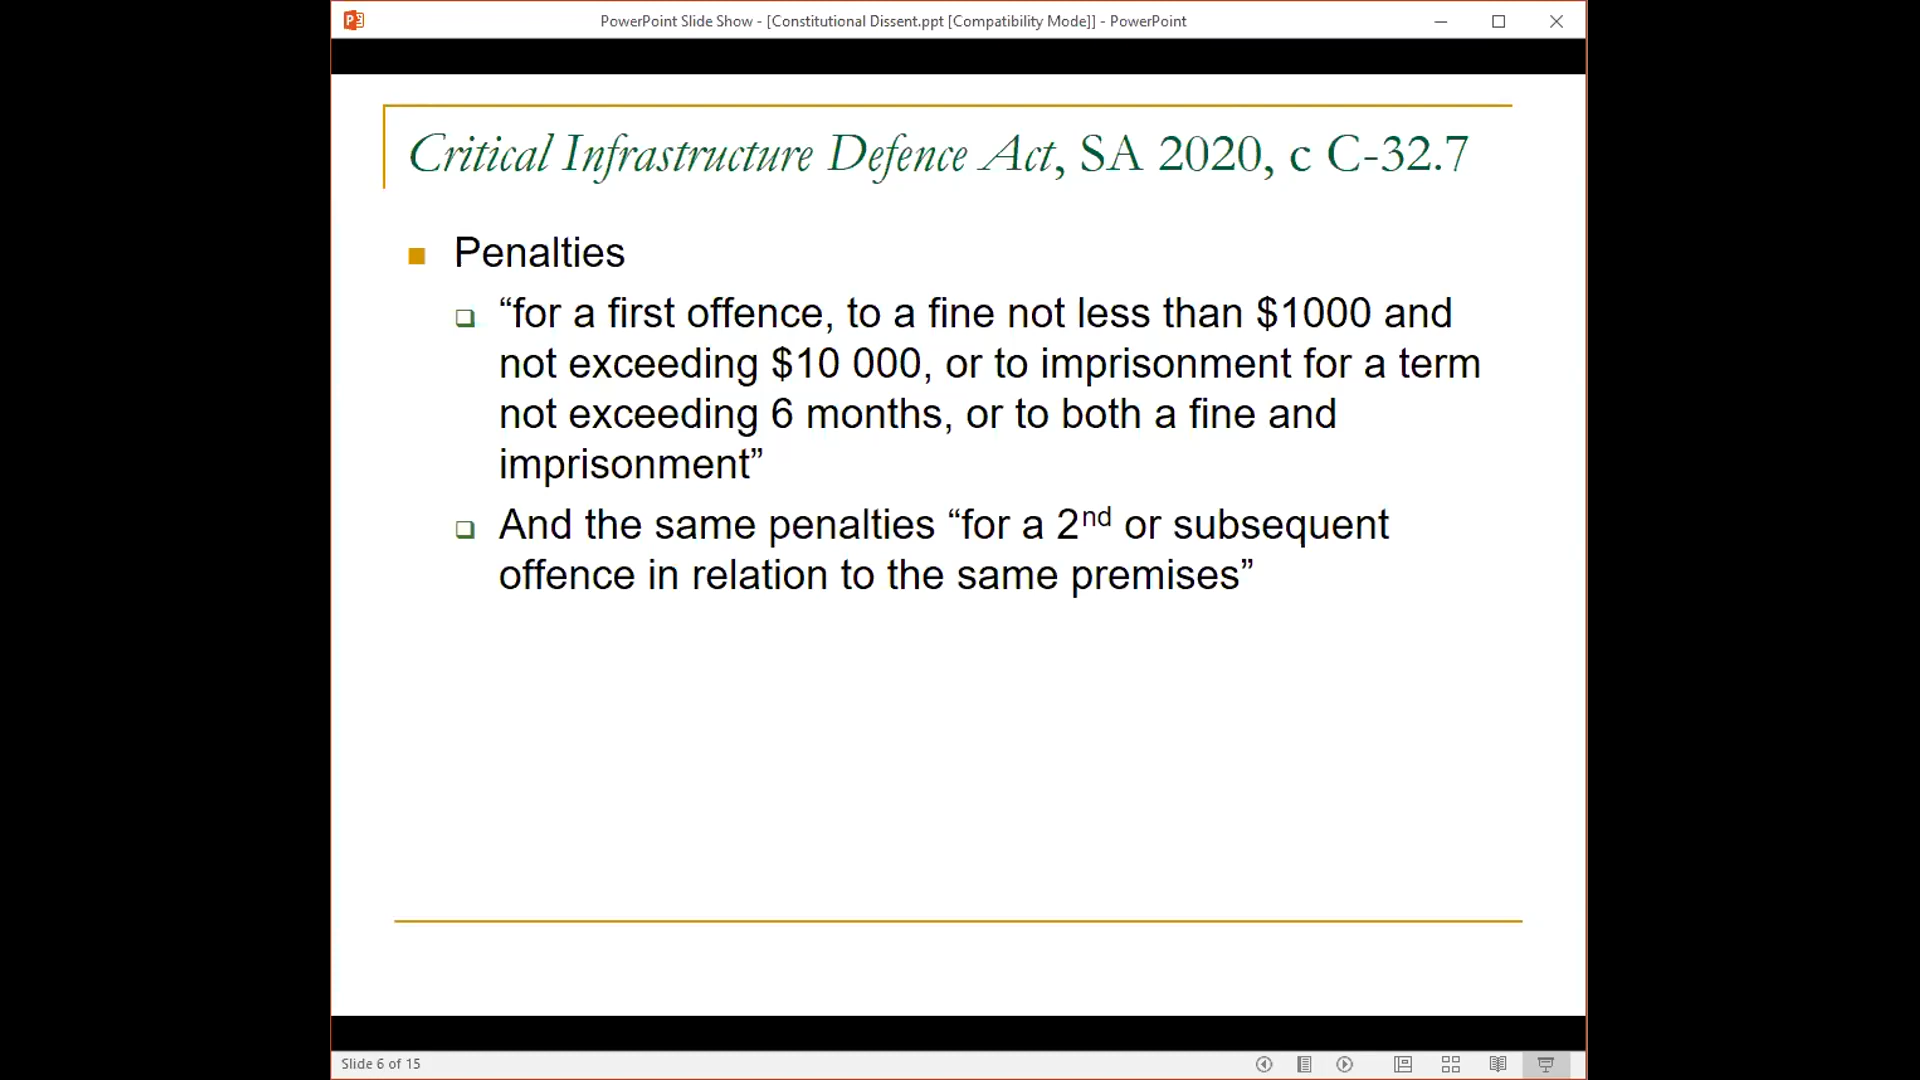 PowerPoint Slide Show - [Constitutional Dissent.ppt [Compatibility Mode]] - PowerPoint
Critical Infrastructure Defence Act, SA 2020, c C-32.7
Penalties
“for a first offence, to a fine not less than $1000 and
not exceeding $10 000, or to imprisonment for a term
not exceeding 6 months, or to both a fine and
imprisonment”
And the same penalties “for a 2nd or subsequent
offence in relation to the same premises”
Slide 6 of 15